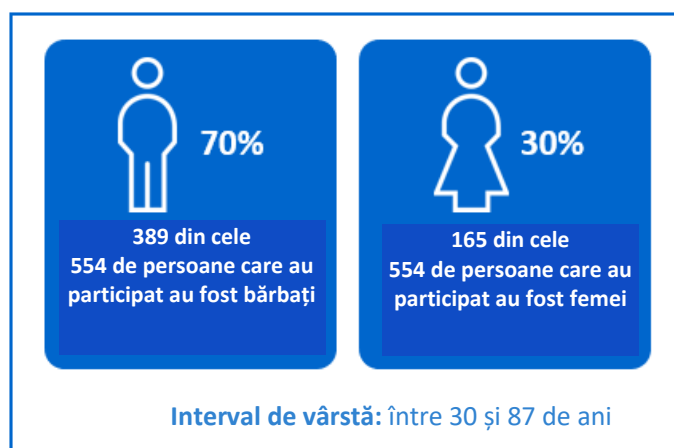 70%
389 din cele
554 de persoane care au
participat au fost bărbați
30%
165 din cele
554 de persoane care au
participat au fost femei
Interval de vârstă: între 30 și 87 de ani